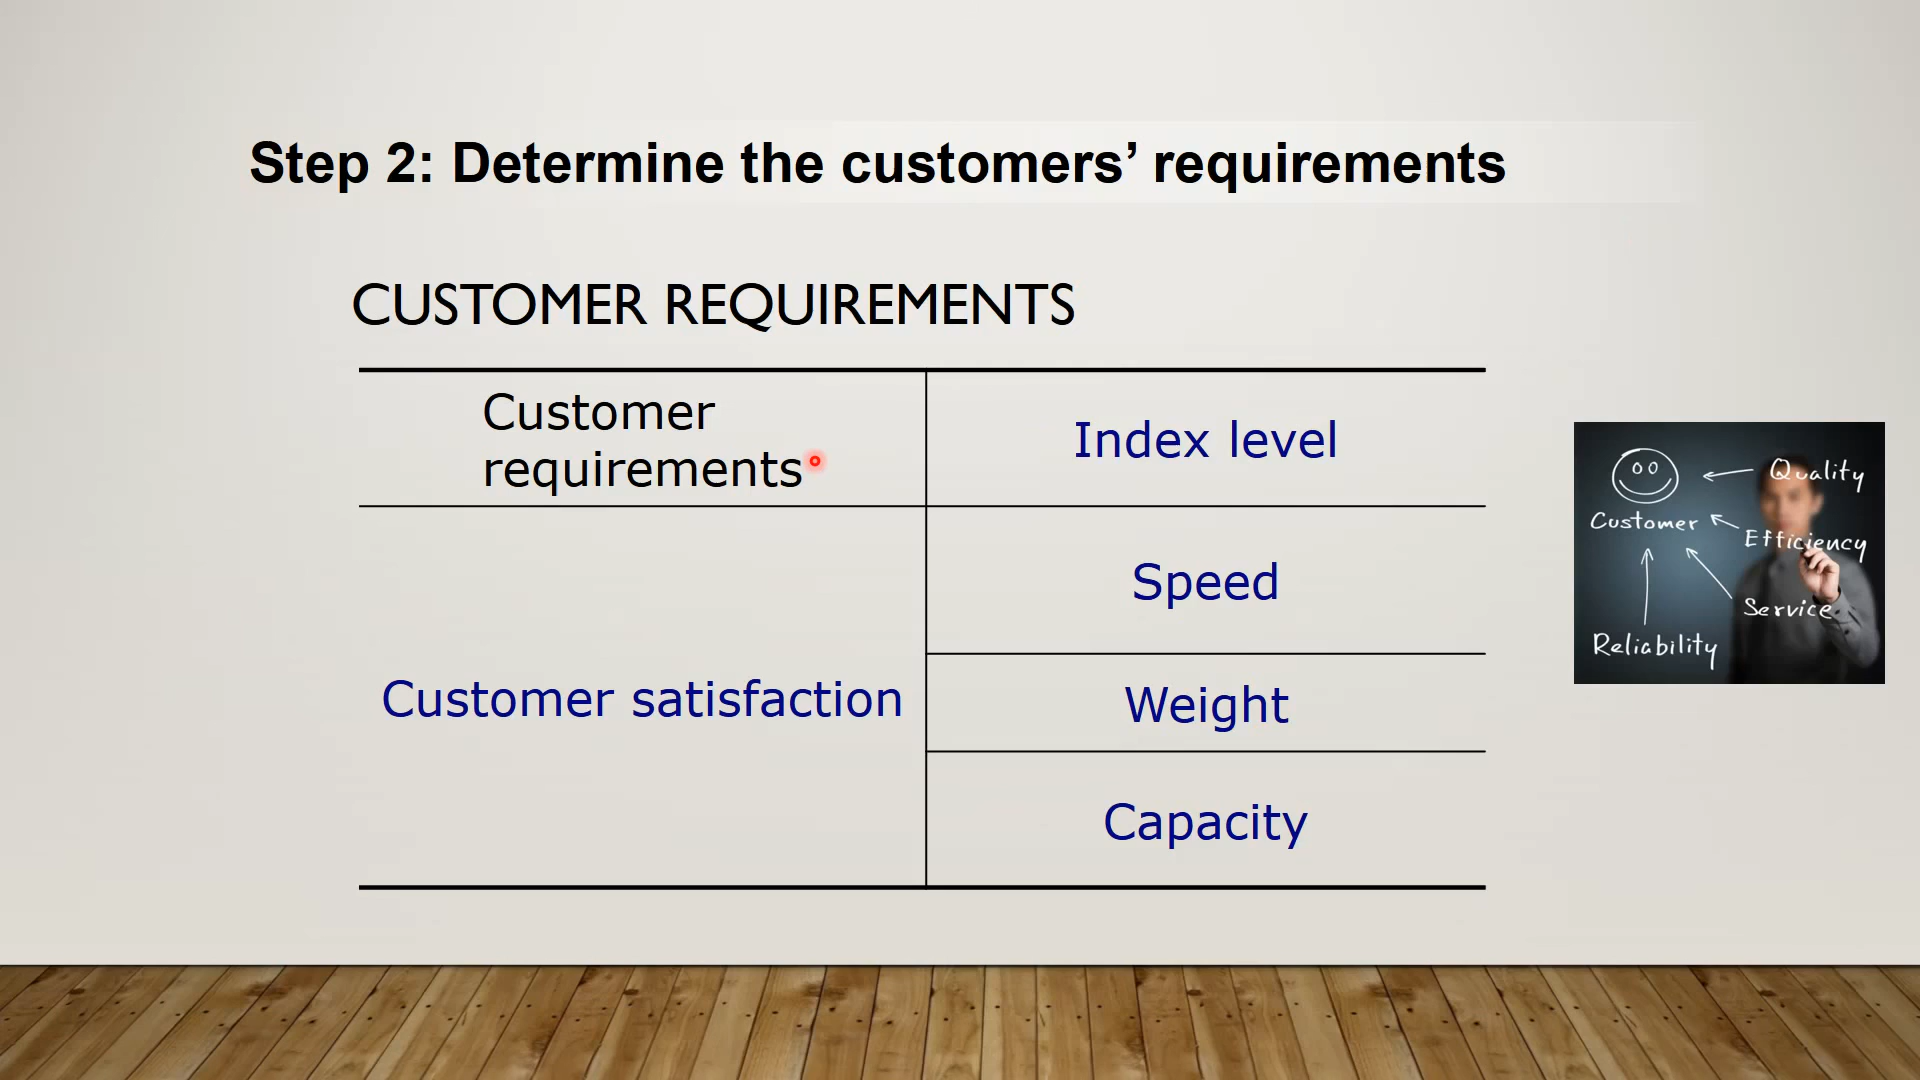 Step 2: Determine the customers’ requirements
CUSTOMER REQUIREMENTS
Customer
requirements
Index level
Customer satisfaction
Speed
Weight
Capacity
Quality
Customer
Efficiency
Service
Reliability